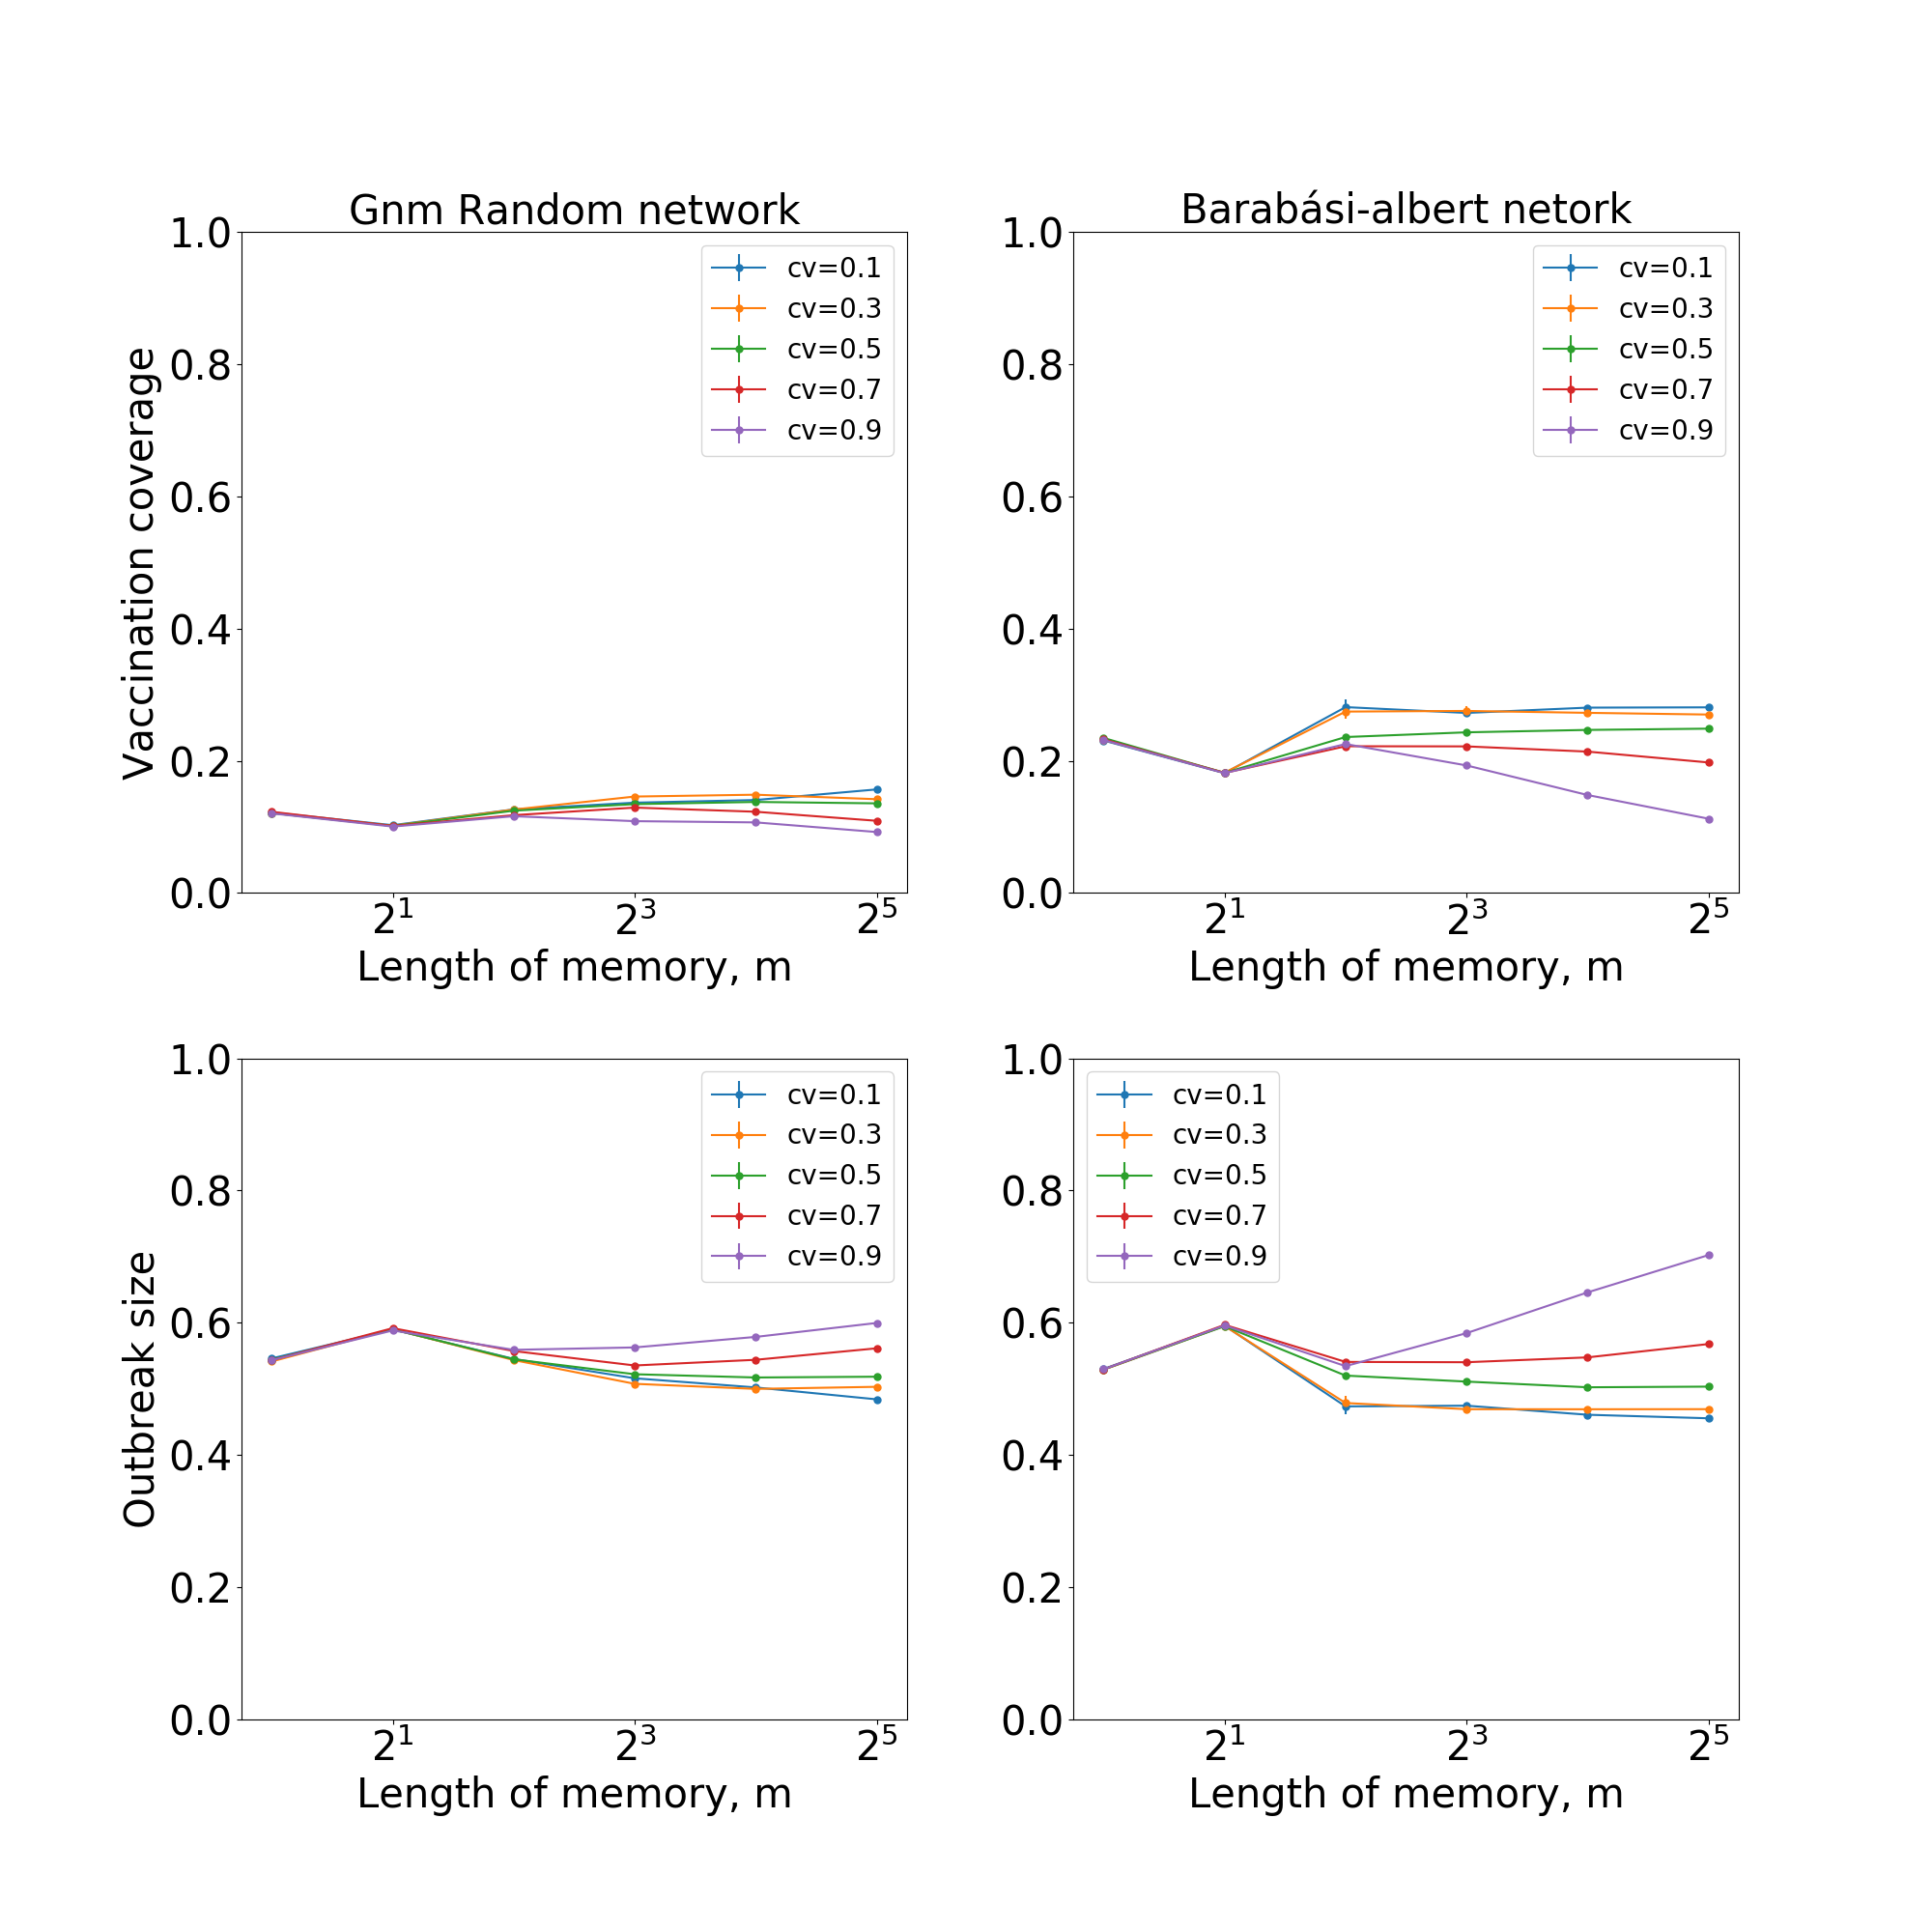 Gnm Random network
1.0
0.8
0.6
0.4
0.2
0.0
Vaccination coverage
cv=0.1
cv=0.3
cv=0.5
cv=0.7
cv=0.9
2^1 2^3 2^5
Length of memory, m
Barabási-albert netork
1.0
0.8
0.6
0.4
0.2
0.0
cv=0.1
cv=0.3
cv=0.5
cv=0.7
cv=0.9
2^1 2^3 2^5
Length of memory, m
1.0
0.8
0.6
0.4
0.2
0.0
Outbreak size
cv=0.1
cv=0.3
cv=0.5
cv=0.7
cv=0.9
2^1 2^3 2^5
Length of memory, m
1.0
0.8
0.6
0.4
0.2
0.0
cv=0.1
cv=0.3
cv=0.5
cv=0.7
cv=0.9
2^1 2^3 2^5
Length of memory, m